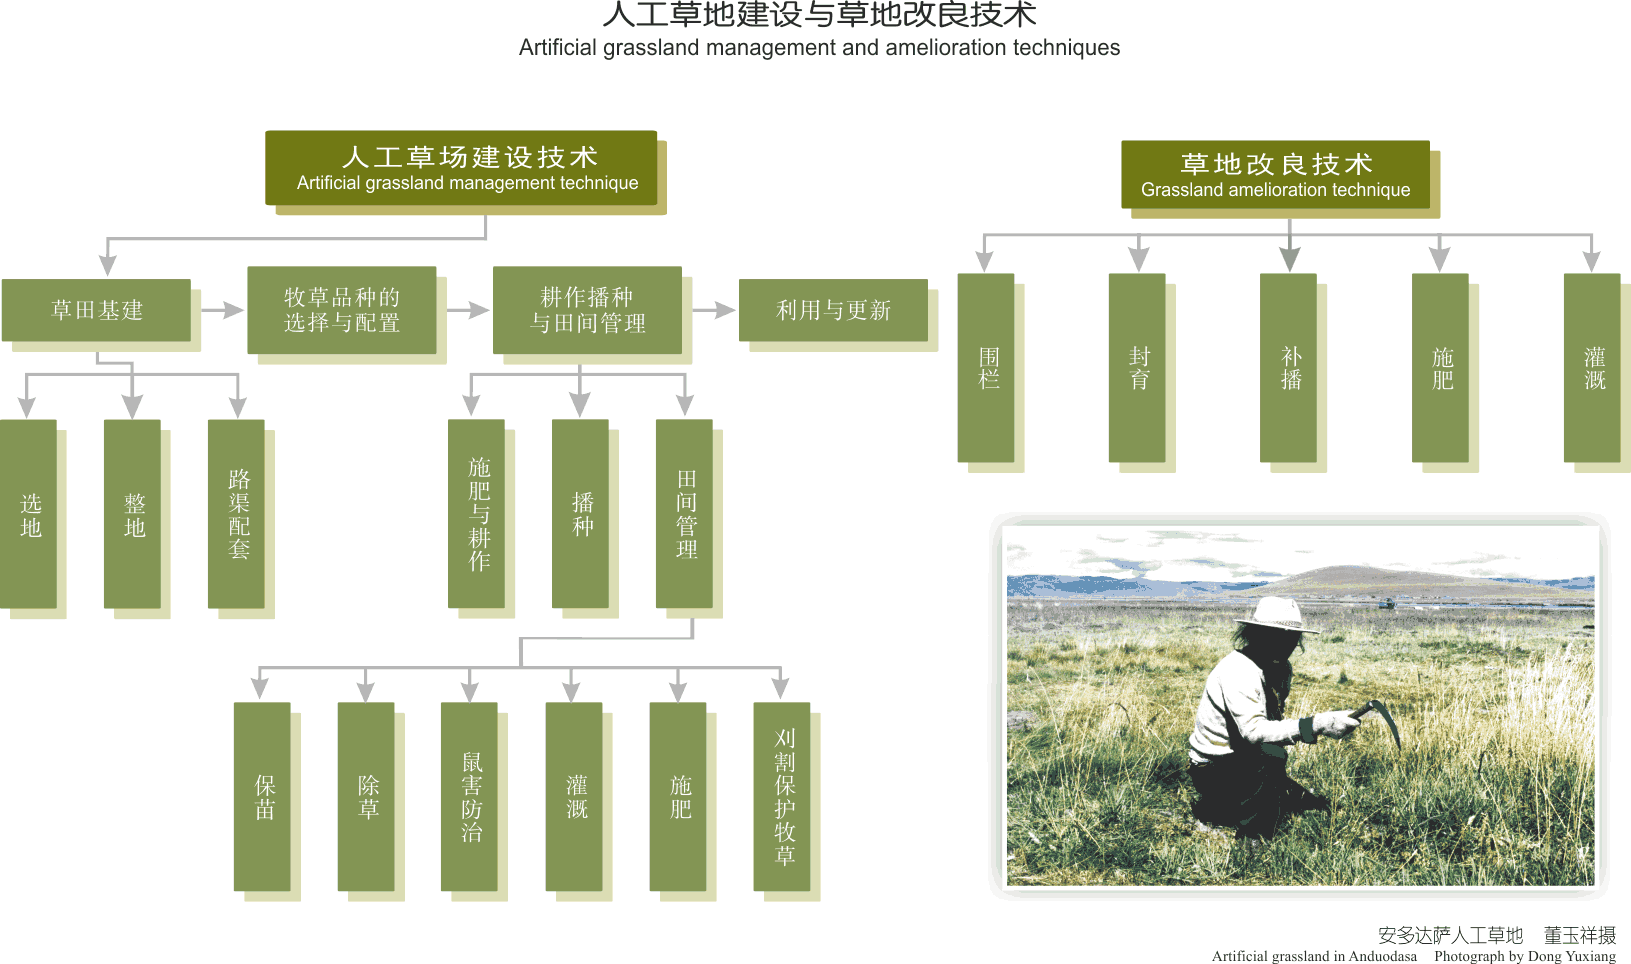 人工草地建设与草地改良技术
Artificial grassland management and amelioration techniques
人工草场建设技术
Artificial grassland management technique
草田基建
牧草品种的
选择与配置
耕作播种
与田间管理
利用与更新
选地
整地
路渠配套
施肥与耕作
播种
田间管理
保苗
除草
鼠害防治
灌溉
施肥
刈割保护牧草
草地改良技术
Grassland amelioration technique
围栏
封育
补播
施肥
灌溉
安多达萨人工草地 董玉祥摄
Artificial grassland in Anduodasa Photograph by Dong Yuxiang